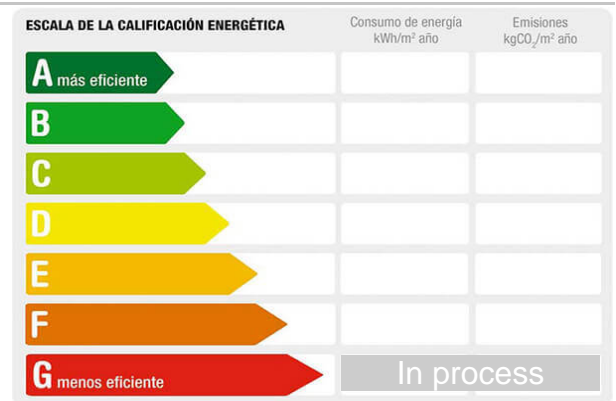 ESCALA DE LA CALIFICACIÓN ENERGÉTICA
Consumo de energía
kWh/m² año
Emisiones
kgCO₂/m² año
A más eficiente
B
C
D
E
F
G menos eficiente
In process